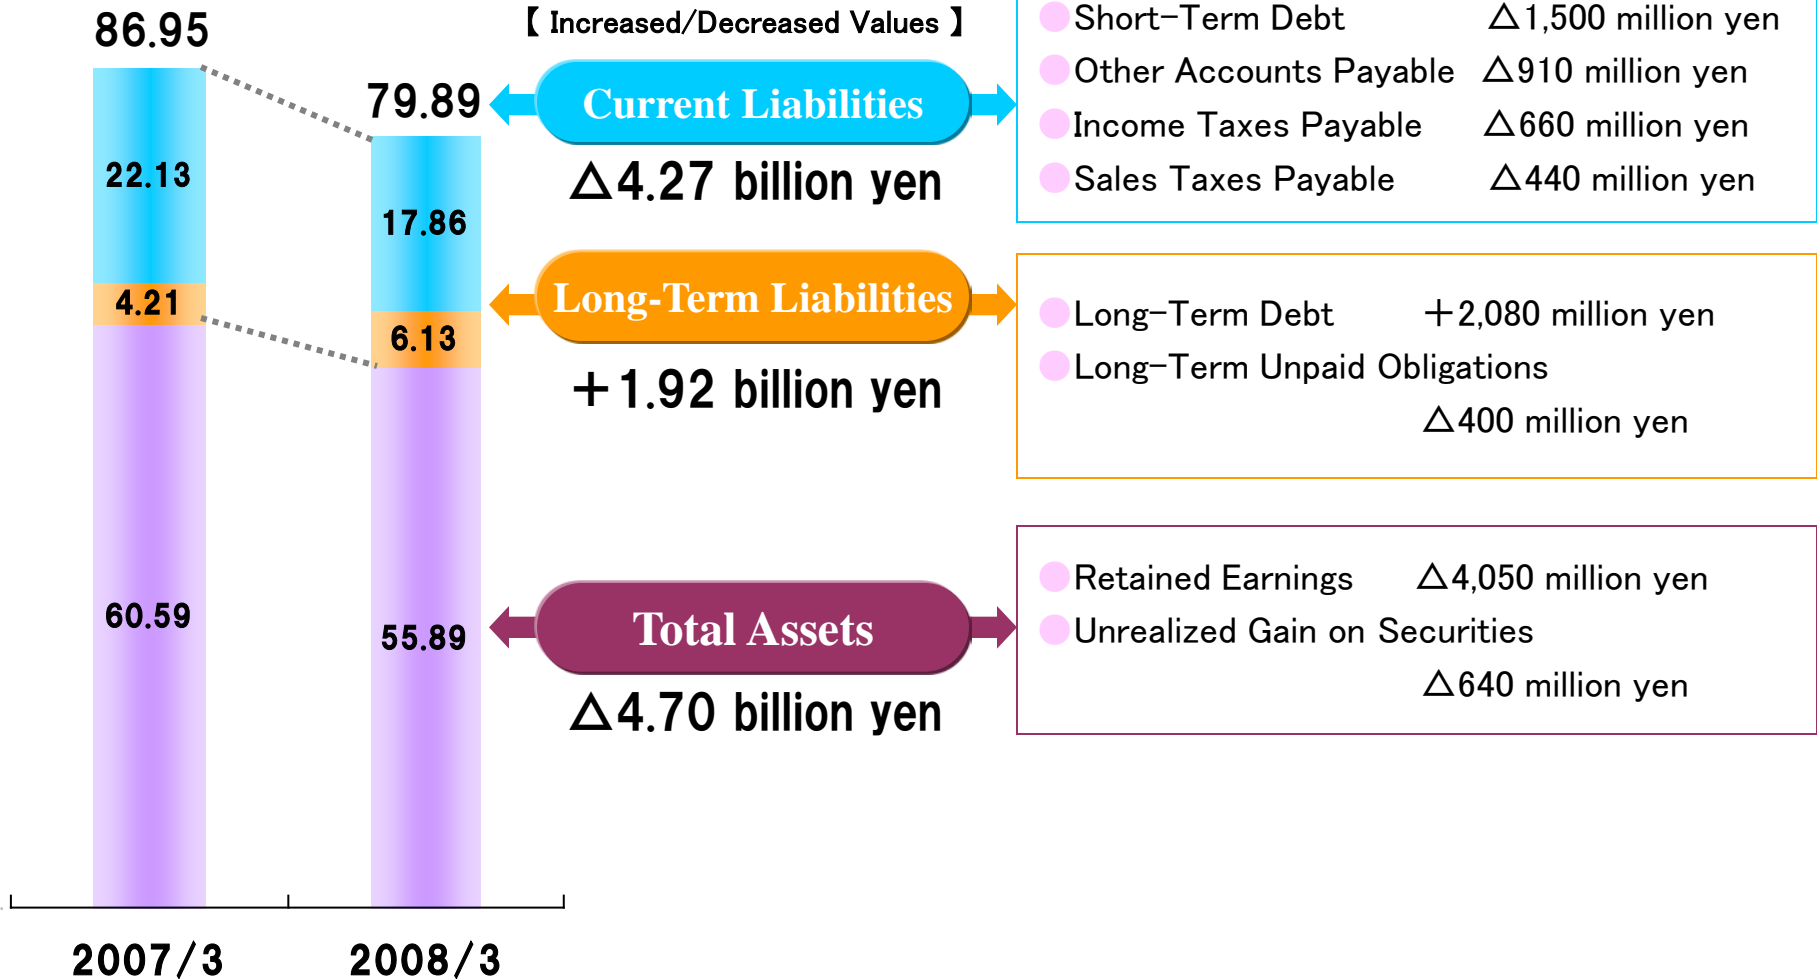 86.95
【 Increased/Decreased Values 】
79.89
22.13
17.86
4.21
6.13
60.59
55.89
2007/3
2008/3
Current Liabilities
△4.27 billion yen
Short-Term Debt △1,500 million yen
Other Accounts Payable △910 million yen
Income Taxes Payable △660 million yen
Sales Taxes Payable △440 million yen
Long-Term Liabilities
+1.92 billion yen
Long-Term Debt +2,080 million yen
Long-Term Unpaid Obligations
△400 million yen
Total Assets
△4.70 billion yen
Retained Earnings △4,050 million yen
Unrealized Gain on Securities
△640 million yen